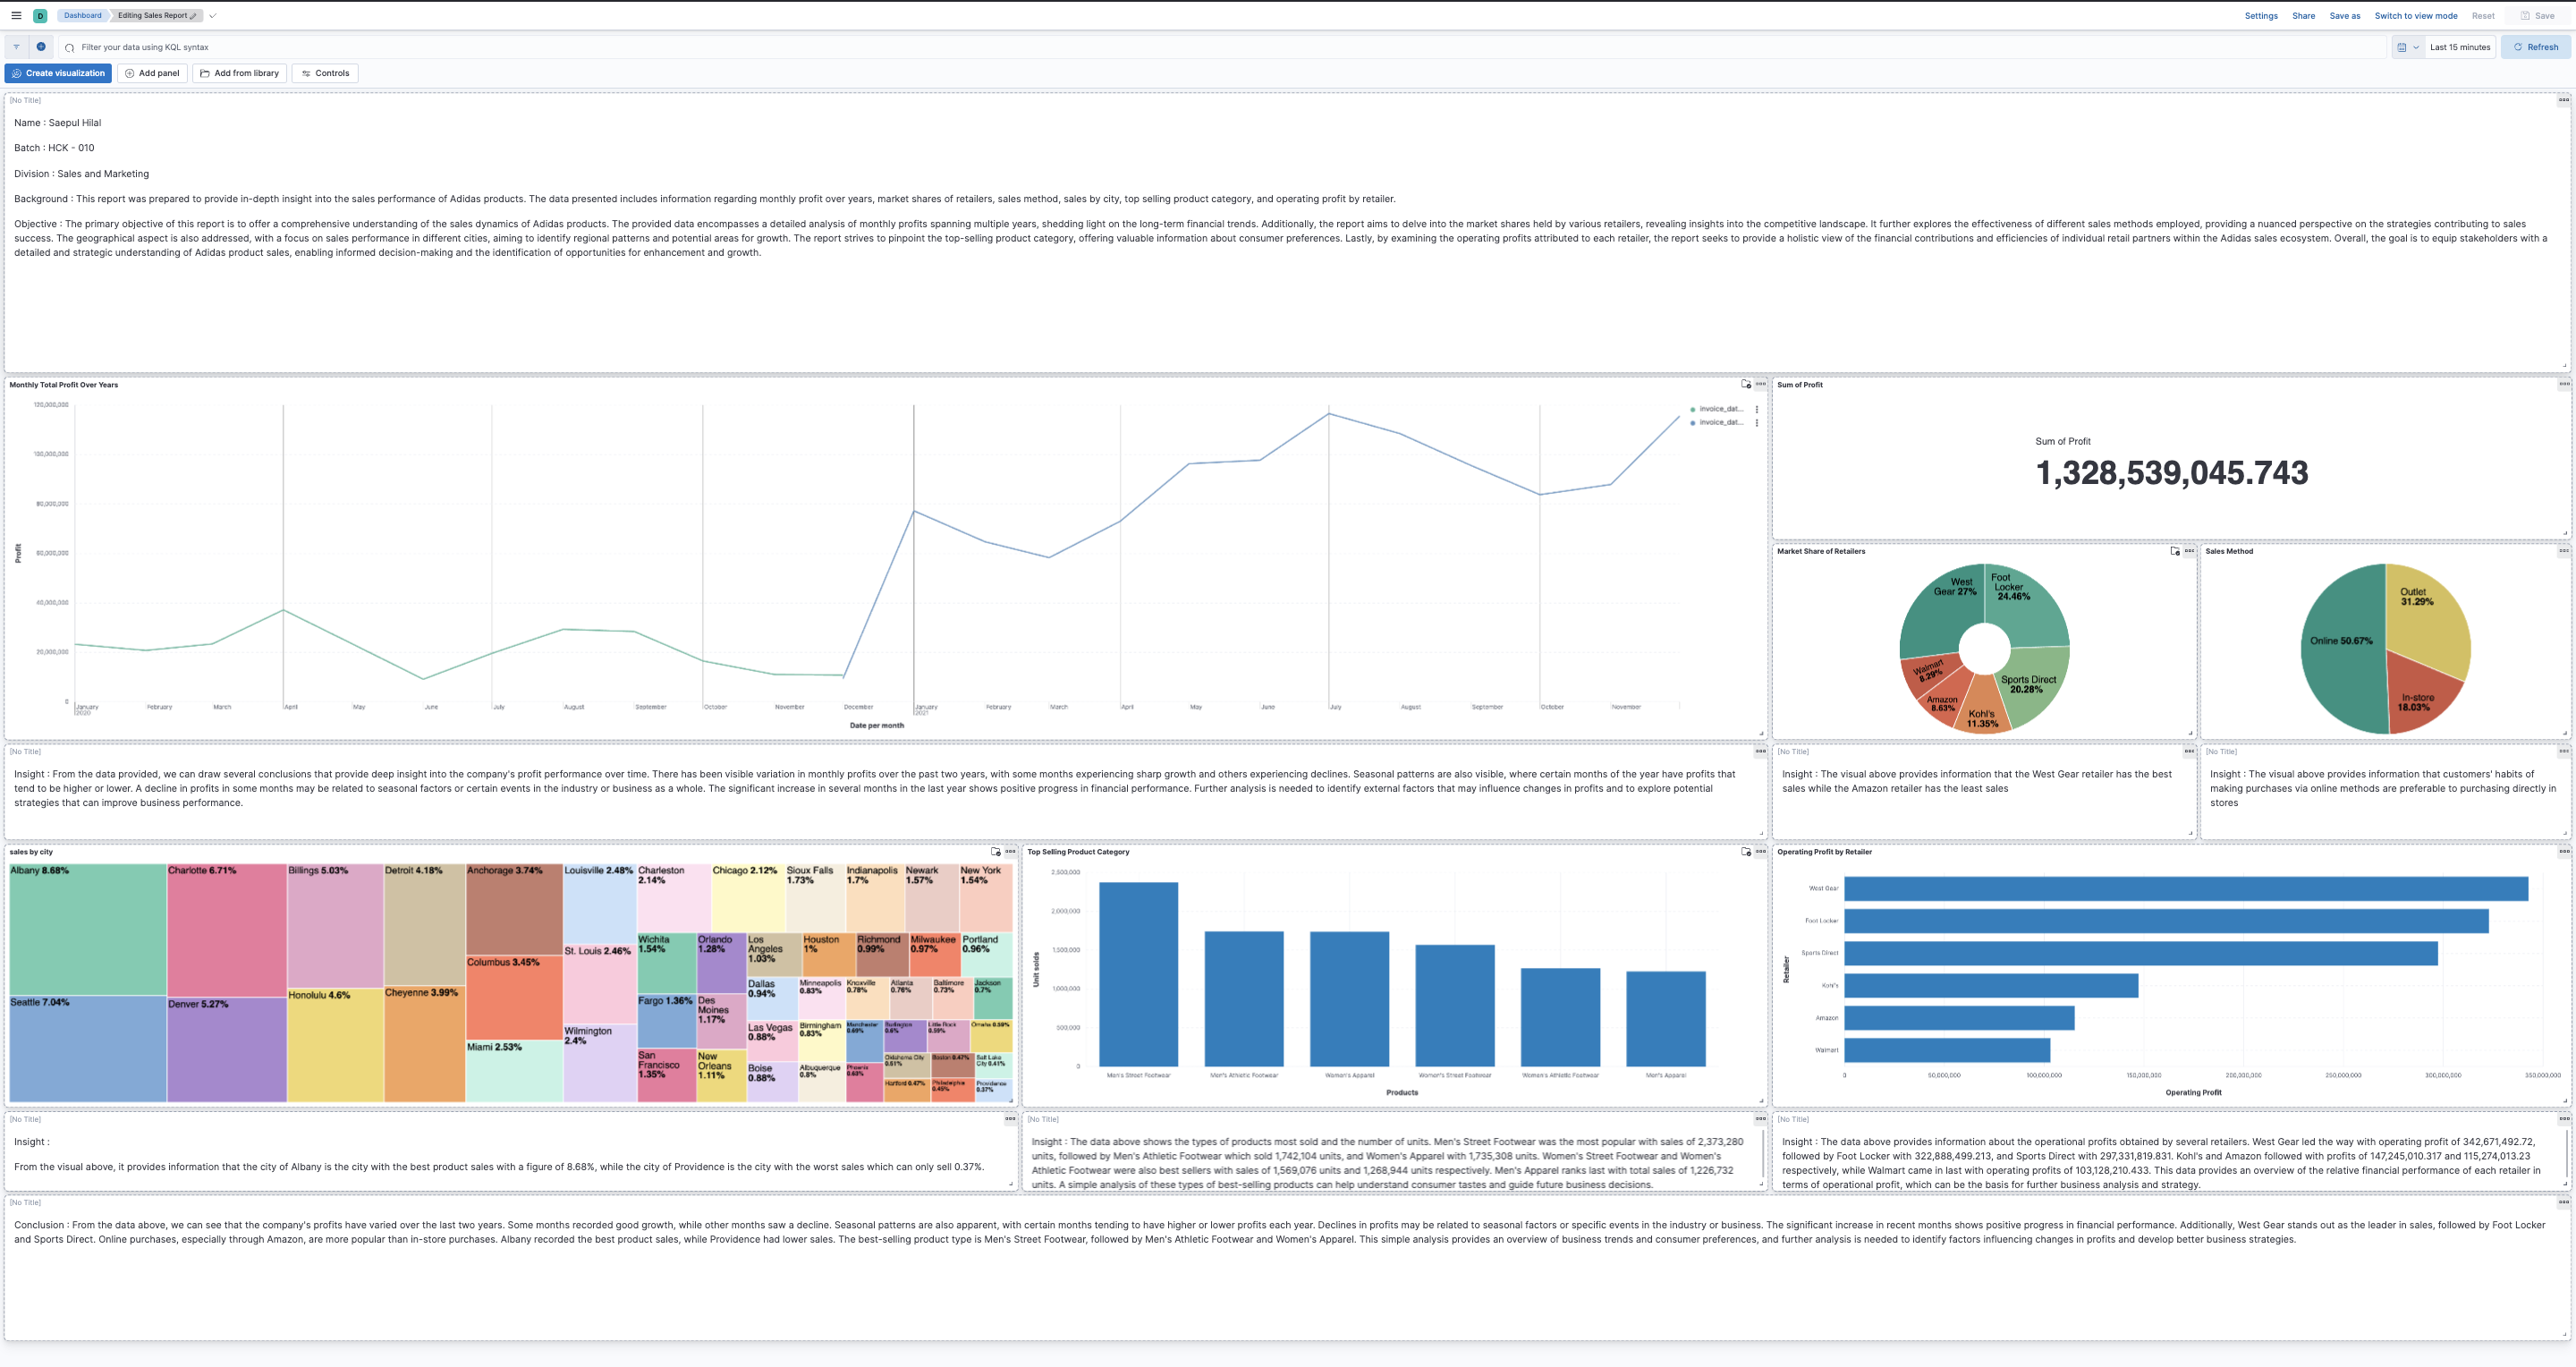 D
Dashboard
Editing Sales Report
Settings
Share
Save as
Switch to view mode
Reset
Save
Filter your data using KQL syntax
Last 15 minutes
Refresh
Create visualization
Add panel
Add from library
Controls
[No Title]
Name : Saepul Hilal
Batch : HCK - 010
Division : Sales and Marketing
Background : This report was prepared to provide in-depth insight into the sales performance of Adidas products. The data presented includes information regarding monthly profit over years, market shares of retailers, sales method, sales by city, top selling product category, and operating profit by retailer.
Objective : The primary objective of this report is to offer a comprehensive understanding of the sales dynamics of Adidas products. The provided data encompasses a detailed analysis of monthly profits spanning multiple years, shedding light on the long-term financial trends. Additionally, the report aims to delve into the market shares held by various retailers, revealing insights into the competitive landscape. It further explores the effectiveness of different sales methods employed, providing a nuanced perspective on the strategies contributing to sales
success. The geographical aspect is also addressed, with a focus on sales performance in different cities, aiming to identify regional patterns and potential areas for growth. The report strives to pinpoint the top-selling product category, offering valuable information about consumer preferences. Lastly, by examining the operating profits attributed to each retailer, the report seeks to provide a holistic view of the financial contributions and efficiencies of individual retail partners within the Adidas sales ecosystem. Overall, the goal is to equip stakeholders with a
detailed and strategic understanding of Adidas product sales, enabling informed decision-making and the identification of opportunities for enhancement and growth.
Monthly Total Profit Over Years
120,000,000
100,000,000
80,000,000
60,000,000
40,000,000
20,000,000
0
Profit
January
2020
February
March
April
May
June
July
August
September
October
November
December
January
2021
February
March
April
May
June
July
August
September
October
November
Date per month
invoice_dat...
invoice_dat...
Sum of Profit
Sum of Profit
1,328,539,045.743
Market Share of Retailers
West
Gear 27%
Foot
Locker
24.46%
Sports Direct
20.28%
Kohl's
11.35%
Amazon
8.63%
Walmart
8.29%
Sales Method
Outlet
31.29%
Online 50.67%
In-store
18.03%
[No Title]
Insight : From the data provided, we can draw several conclusions that provide deep insight into the company's profit performance over time. There has been visible variation in monthly profits over the past two years, with some months experiencing sharp growth and others experiencing declines. Seasonal patterns are also visible, where certain months of the year have profits that
tend to be higher or lower. A decline in profits in some months may be related to seasonal factors or certain events in the industry or business as a whole. The significant increase in several months in the last year shows positive progress in financial performance. Further analysis is needed to identify external factors that may influence changes in profits and to explore potential
strategies that can improve business performance.
[No Title]
Insight : The visual above provides information that the West Gear retailer has the best
sales while the Amazon retailer has the least sales
[No Title]
Insight : The visual above provides information that customers' habits of
making purchases via online methods are preferable to purchasing directly in
stores
sales by city
Albany 8.68%
Seattle 7.04%
Charlotte 6.71%
Denver 5.27%
Billings 5.03%
Honolulu 4.6%
Detroit 4.18%
Cheyenne 3.99%
Anchorage 3.74%
Columbus 3.45%
Miami 2.53%
Louisville 2.48%
St. Louis 2.46%
Wilmington
2.4%
Charleston
2.14%
Chicago 2.12%
Sioux Falls
1.73%
Indianapolis
1.7%
Newark
1.57%
New York
1.54%
Wichita
1.54%
Fargo 1.36%
San
Francisco
1.35%
Orlando
1.28%
Des
Moines
1.17%
New
Orleans
1.11%
Los
Angeles
1.03%
Houston
1%
Richmond
0.99%
Milwaukee
0.97%
Portland
0.96%
Dallas
0.94%
Las Vegas
0.88%
Boise
0.88%
Minneapolis
0.83%
Birmingham
0.83%
Albuquerque
0.8%
Knoxville
0.78%
Atlanta
0.76%
Baltimore
0.73%
Jackson
0.7%
Manchester
0.69%
Phoenix
0.63%
Burlington
0.6%
Little Rock
0.59%
Omaha 0.59%
Oklahoma City
0.51%
Boston 0.47%
Salt Lake
City 0.41%
Hartford 0.47%
Philadelphia
0.45%
Providence
0.37%
Top Selling Product Category
2,500,000
2,000,000
1,500,000
1,000,000
500,000
0
Unit solds
Men's Street Footwear
Men's Athletic Footwear
Women's Apparel
Women's Street Footwear
Women's Athletic Footwear
Men's Apparel
Products
Operating Profit by Retailer
Retailer
West Gear
Foot Locker
Sports Direct
Kohl's
Amazon
Walmart
0
50,000,000
100,000,000
150,000,000
200,000,000
250,000,000
300,000,000
350,000,000
Operating Profit
[No Title]
Insight :
From the visual above, it provides information that the city of Albany is the city with the best product sales with a figure of 8.68%, while the city of Providence is the city with the worst sales which can only sell 0.37%.
[No Title]
Insight : The data above shows the types of products most sold and the number of units. Men's Street Footwear was the most popular with sales of 2,373,280
units, followed by Men's Athletic Footwear which sold 1,742,104 units, and Women's Apparel with 1,735,308 units. Women's Street Footwear and Women's
Athletic Footwear were also best sellers with sales of 1,569,076 units and 1,268,944 units respectively. Men's Apparel ranks last with total sales of 1,226,732
units. A simple analysis of these types of best-selling products can help understand consumer tastes and guide future business decisions.
[No Title]
Insight : The data above provides information about the operational profits obtained by several retailers. West Gear led the way with operating profit of 342,671,492.72,
followed by Foot Locker with 322,888,499.213, and Sports Direct with 297,331,819.831. Kohl's and Amazon followed with profits of 147,245,010.317 and 115,274,013.23
respectively, while Walmart came in last with operating profits of 103,128,210.433. This data provides an overview of the relative financial performance of each retailer in
terms of operational profit, which can be the basis for further business analysis and strategy.
[No Title]
Conclusion : From the data above, we can see that the company's profits have varied over the last two years. Some months recorded good growth, while other months saw a decline. Seasonal patterns are also apparent, with certain months tending to have higher or lower profits each year. Declines in profits may be related to seasonal factors or specific events in the industry or business. The significant increase in recent months shows positive progress in financial performance. Additionally, West Gear stands out as the leader in sales, followed by Foot Locker
and Sports Direct. Online purchases, especially through Amazon, are more popular than in-store purchases. Albany recorded the best product sales, while Providence had lower sales. The best-selling product type is Men's Street Footwear, followed by Men's Athletic Footwear and Women's Apparel. This simple analysis provides an overview of business trends and consumer preferences, and further analysis is needed to identify factors influencing changes in profits and develop better business strategies.